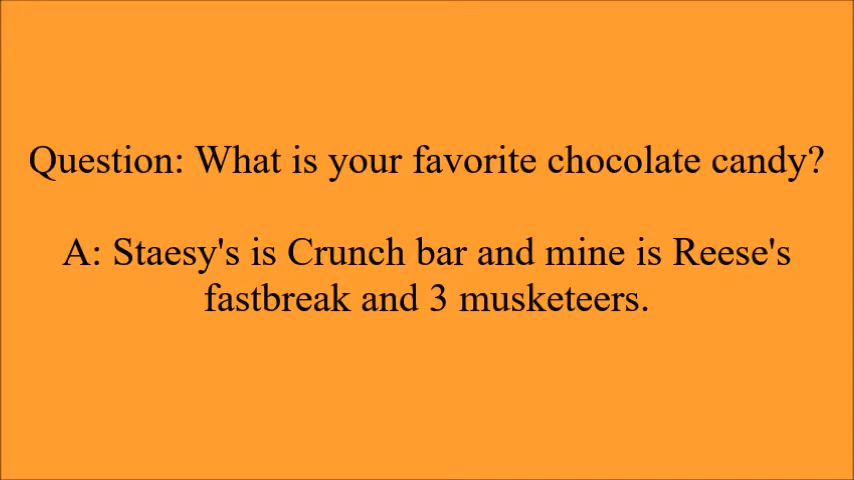 Question: What is your favorite chocolate candy?
A: Staesy's is Crunch bar and mine is Reese's
fastbreak and 3 musketeers.